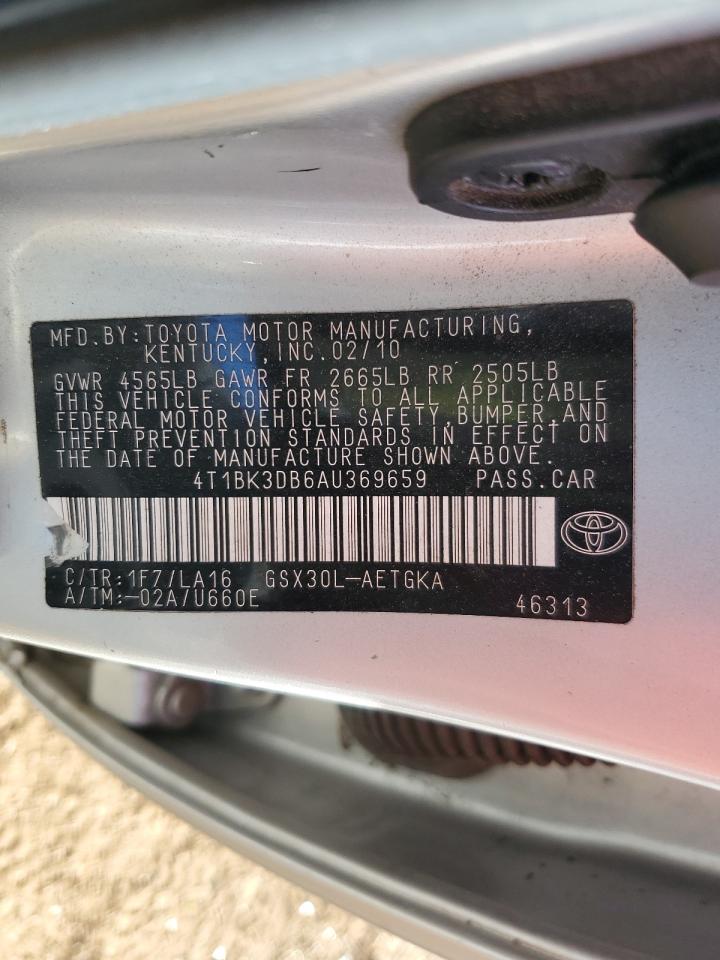 MFD.BY:TOYOTA MOTOR MANUFACTURING,
KENTUCKY,INC.02/10
GVWR 4565LB GAWR FR 2665LB RR 2505LB
THIS VEHICLE CONFORMS TO ALL APPLICABLE
FEDERAL MOTOR VEHICLE SAFETY,BUMPER,AND
THEFT PREVENTION STANDARDS IN EFFECT ON
THE DATE OF MANUFACTURE SHOWN ABOVE.
4T1BK3DB6AU369659 PASS.CAR
C/TR:1F7/LA16 GSX30L-AETGKA
A/TM:-02A/U660E 46313